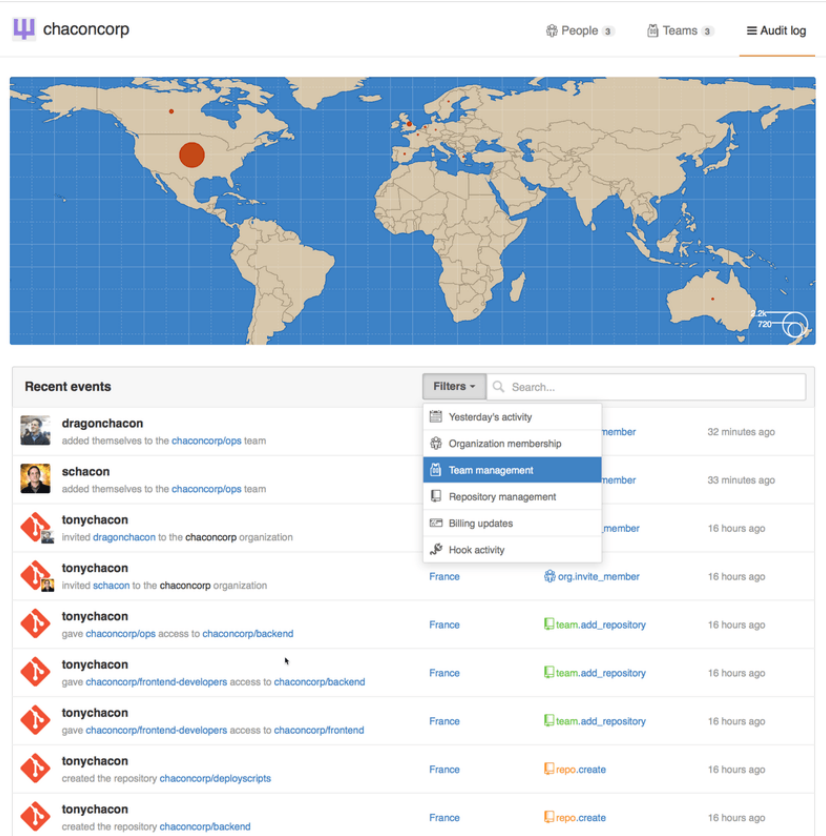 chaconcorp
People 3
Teams 3
Audit log
2.2k
720
Recent events
Filters
Search...
Yesterday's activity
Organization membership
Team management
Repository management
Billing updates
Hook activity
dragonchacon
added themselves to the chaconcorp/ops team
member
32 minutes ago
schacon
added themselves to the chaconcorp/ops team
member
33 minutes ago
tonychacon
invited dragonchacon to the chaconcorp organization
_member
16 hours ago
tonychacon
invited schacon to the chaconcorp organization
France
org.invite_member
16 hours ago
tonychacon
gave chaconcorp/ops access to chaconcorp/backend
France
team.add_repository
16 hours ago
tonychacon
gave chaconcorp/frontend-developers access to chaconcorp/backend
France
team.add_repository
16 hours ago
tonychacon
gave chaconcorp/frontend-developers access to chaconcorp/frontend
France
team.add_repository
16 hours ago
tonychacon
created the repository chaconcorp/deployscripts
France
repo.create
16 hours ago
tonychacon
created the repository chaconcorp/backend
France
repo.create
16 hours ago